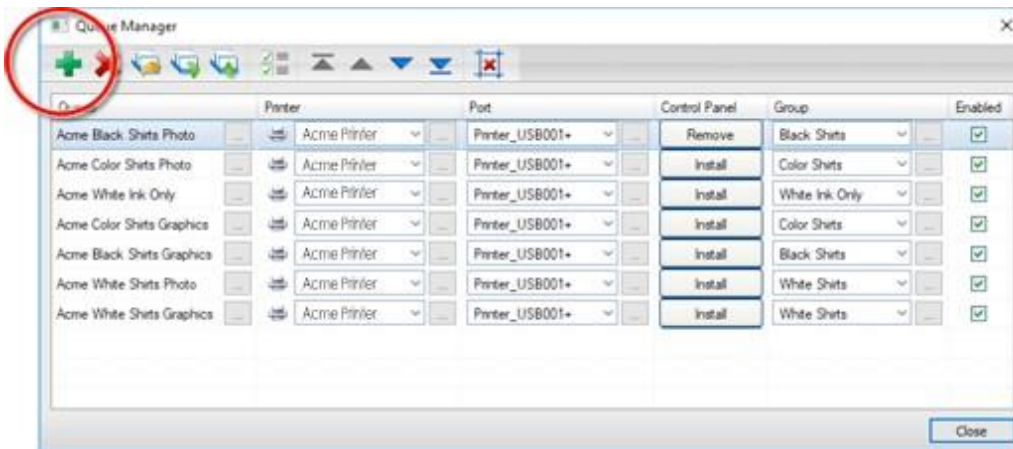 Queue Manager
Queue Printer Port Control Panel Group Enabled
Acme Black Shirts Photo ... Acme Printer ... Printer_USB001+ ... Remove Black Shirts ...
Acme Color Shirts Photo ... Acme Printer ... Printer_USB001+ ... Install Color Shirts ...
Acme White Ink Only ... Acme Printer ... Printer_USB001+ ... Install White Ink Only ...
Acme Color Shirts Graphics ... Acme Printer ... Printer_USB001+ ... Install Color Shirts ...
Acme Black Shirts Graphics ... Acme Printer ... Printer_USB001+ ... Install Black Shirts ...
Acme White Shirts Photo ... Acme Printer ... Printer_USB001+ ... Install White Shirts ...
Acme White Shirts Graphics ... Acme Printer ... Printer_USB001+ ... Install White Shirts ...
Close